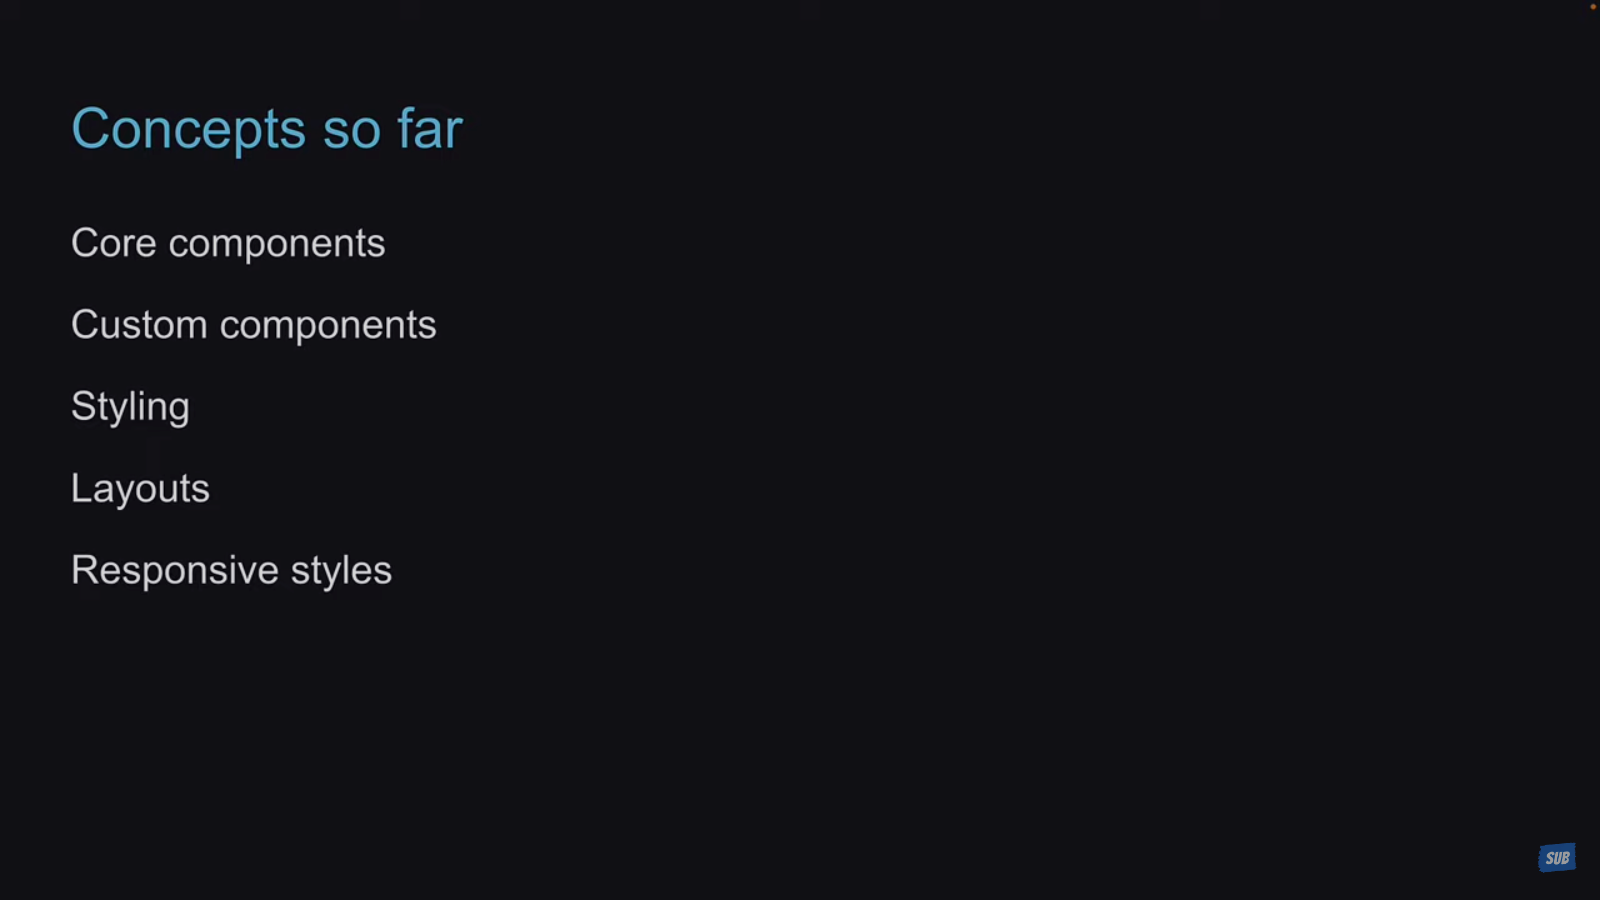 Concepts so far
Core components
Custom components
Styling
Layouts
Responsive styles
SUB